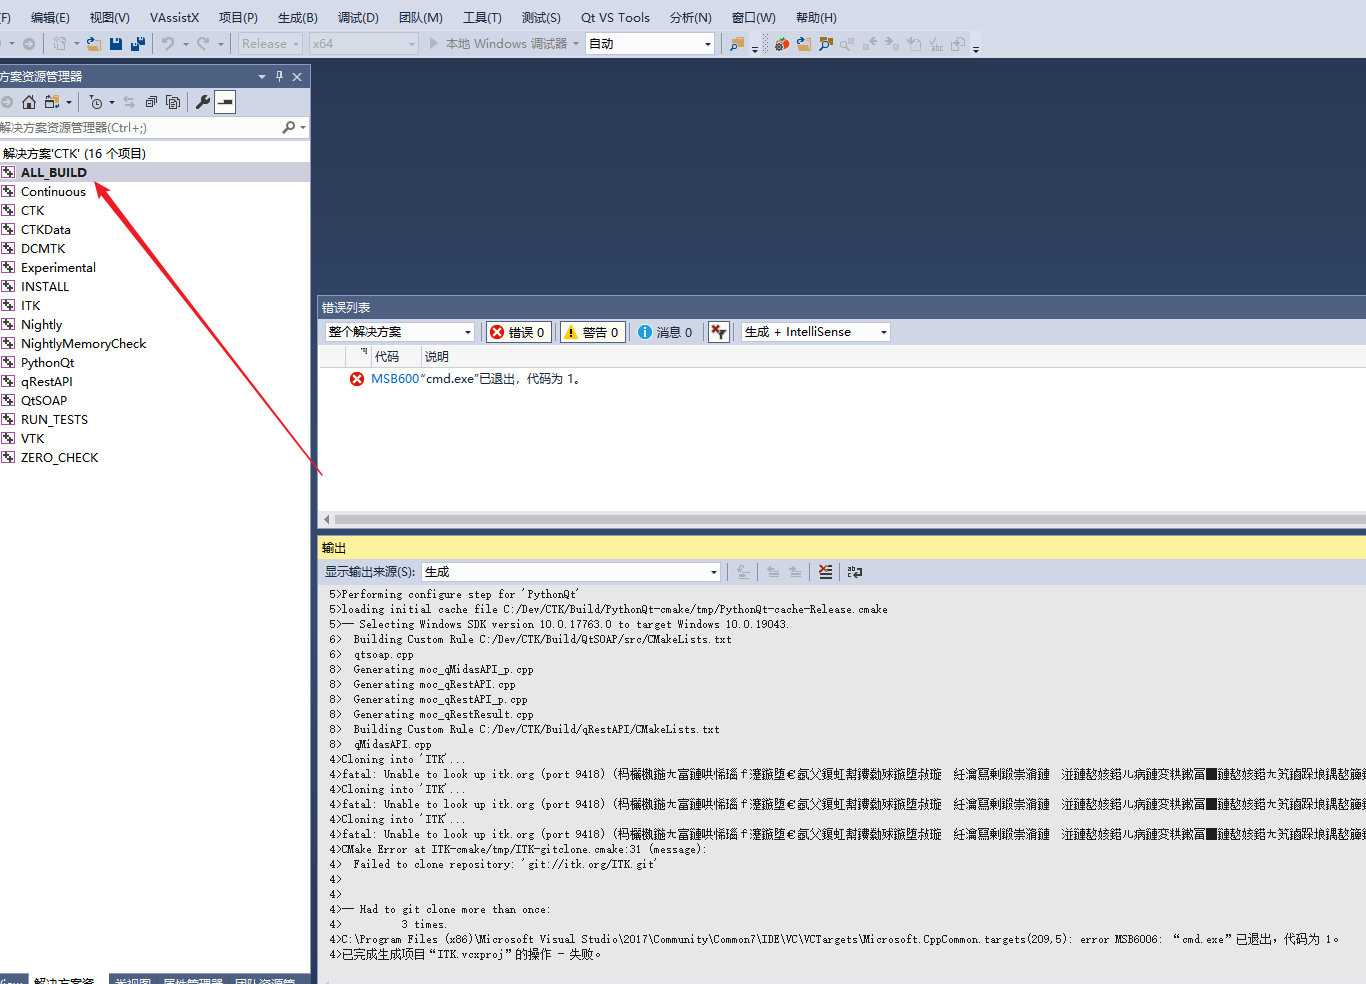 (F) 编辑(E) 视图(V) VAssistX 项目(P) 生成(B) 调试(D) 团队(M) 工具(T) 测试(S) Qt VS Tools 分析(N) 窗口(W) 帮助(H)
Release x64 本地 Windows 调试器 自动
方案资源管理器
解决方案资源管理器(Ctrl+;)
解决方案'CTK' (16 个项目)
ALL_BUILD
Continuous
CTK
CTKData
DCMTK
Experimental
INSTALL
ITK
Nightly
NightlyMemoryCheck
PythonQt
qRestAPI
QtSOAP
RUN_TESTS
VTK
ZERO_CHECK
错误列表
整个解决方案 错误 0 警告 0 消息 0 生成 + IntelliSense
代码 说明
MSB600 "cmd.exe"已退出，代码为 1。
输出
显示输出来源(S): 生成
5>Performing configure step for 'PythonQt'
5>loading initial cache file C:/Dev/CTK/Build/PythonQt-cmake/tmp/PythonQt-cache-Release.cmake
5>-- Selecting Windows SDK version 10.0.17763.0 to target Windows 10.0.19043.
6>  Building Custom Rule C:/Dev/CTK/Build/QtSOAP/src/CMakeLists.txt
6>  qtsoap.cpp
8>  Generating moc_qMidasAPI_p.cpp
8>  Generating moc_qRestAPI.cpp
8>  Generating moc_qRestAPI_p.cpp
8>  Generating moc_qRestResult.cpp
8>  Building Custom Rule C:/Dev/CTK/Build/qRestAPI/CMakeLists.txt
8>  qMidasAPI.cpp
4>Cloning into 'ITK'...
4>fatal: Unable to look up itk.org (port 9418)
4>Cloning into 'ITK'...
4>fatal: Unable to look up itk.org (port 9418)
4>Cloning into 'ITK'...
4>fatal: Unable to look up itk.org (port 9418)
4>CMake Error at ITK-cmake/tmp/ITK-gitclone.cmake:31 (message):
4>  Failed to clone repository: 'git://itk.org/ITK.git'
4>
4>
4>-- Had to git clone more than once:
4>          3 times.
4>C:\Program Files (x86)\Microsoft Visual Studio\2017\Community\Common7\IDE\VC\VCTargets\Microsoft.CppCommon.targets(209,5): error MSB6006: “cmd.exe”已退出，代码为 1。
4>已完成生成项目“ITK.vcxproj”的操作 - 失败。
解决方案资 类视图 属性管理器 团队资源管